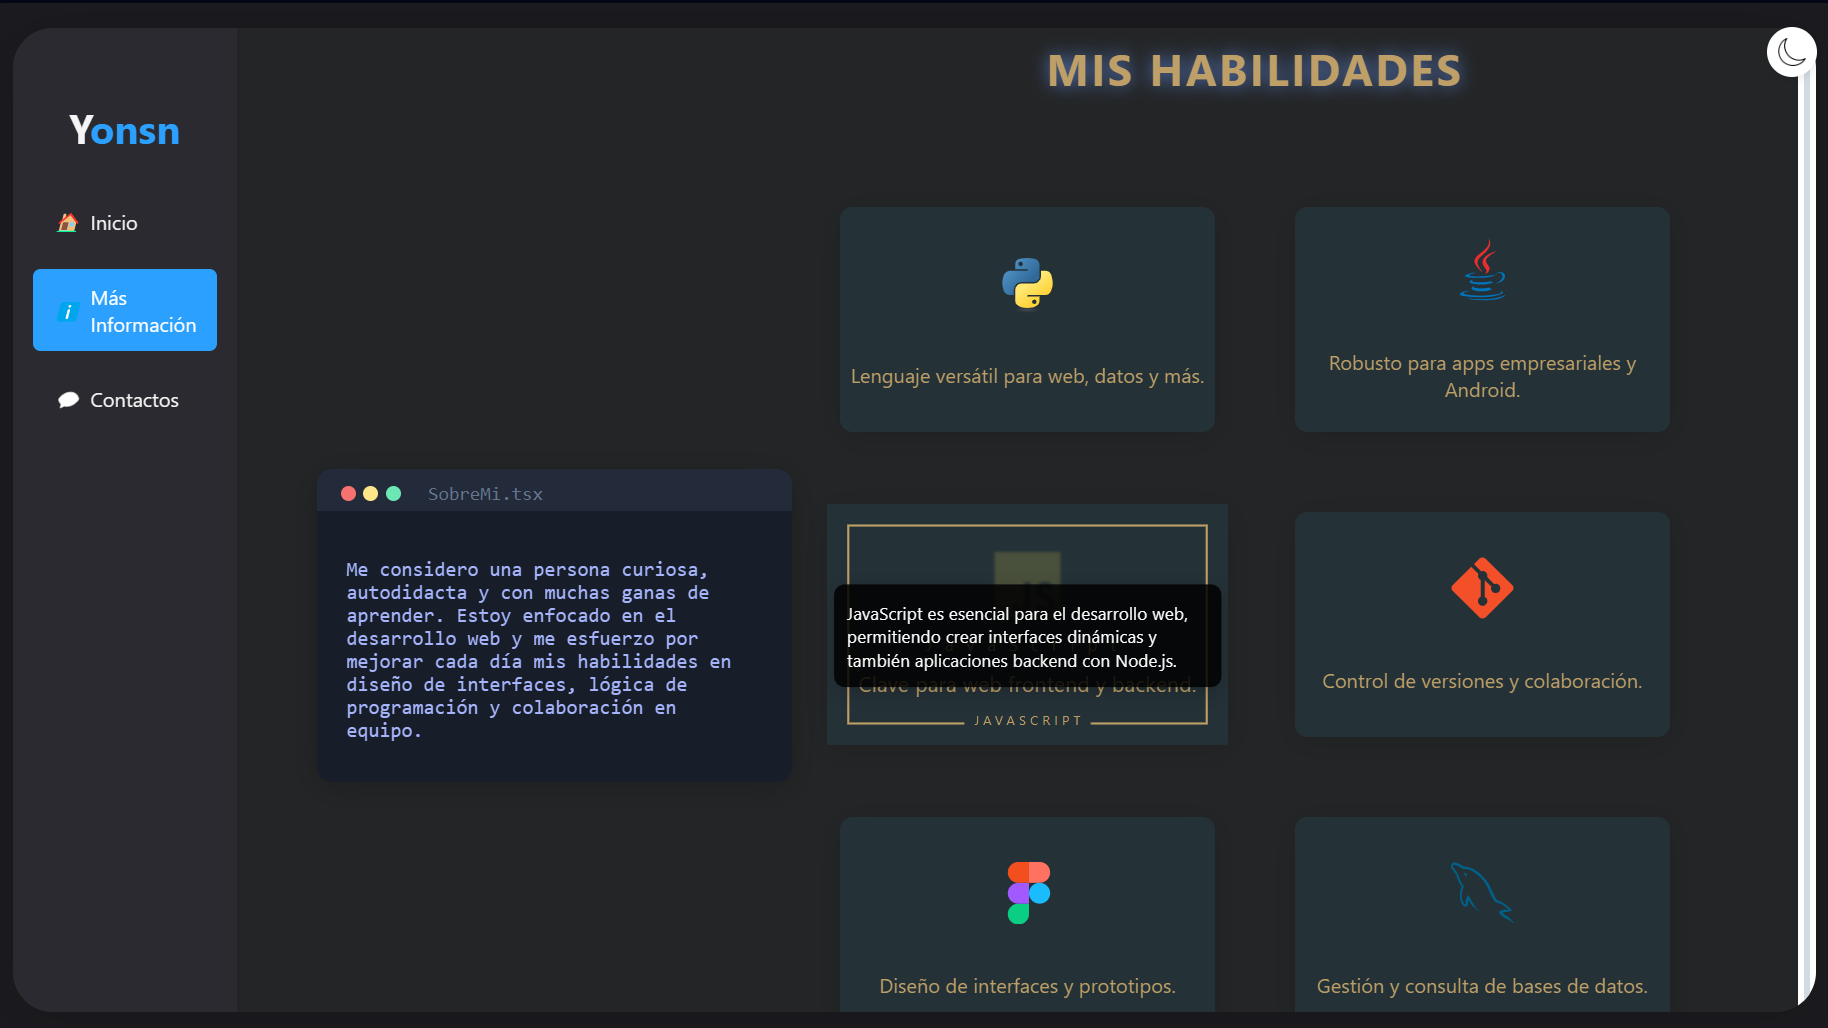 Yonsn
Inicio
Más
Información
Contactos
MIS HABILIDADES
SobreMi.tsx
Me considero una persona curiosa,
autodidacta y con muchas ganas de
aprender. Estoy enfocado en el
desarrollo web y me esfuerzo por
mejorar cada día mis habilidades en
diseño de interfaces, lógica de
programación y colaboración en
equipo.
Lenguaje versátil para web, datos y más.
Robusto para apps empresariales y
Android.
JS
JavaScript es esencial para el desarrollo web,
permitiendo crear interfaces dinámicas y
también aplicaciones backend con Node.js.
Clave para web frontend y backend.
JAVASCRIPT
Control de versiones y colaboración.
Diseño de interfaces y prototipos.
Gestión y consulta de bases de datos.